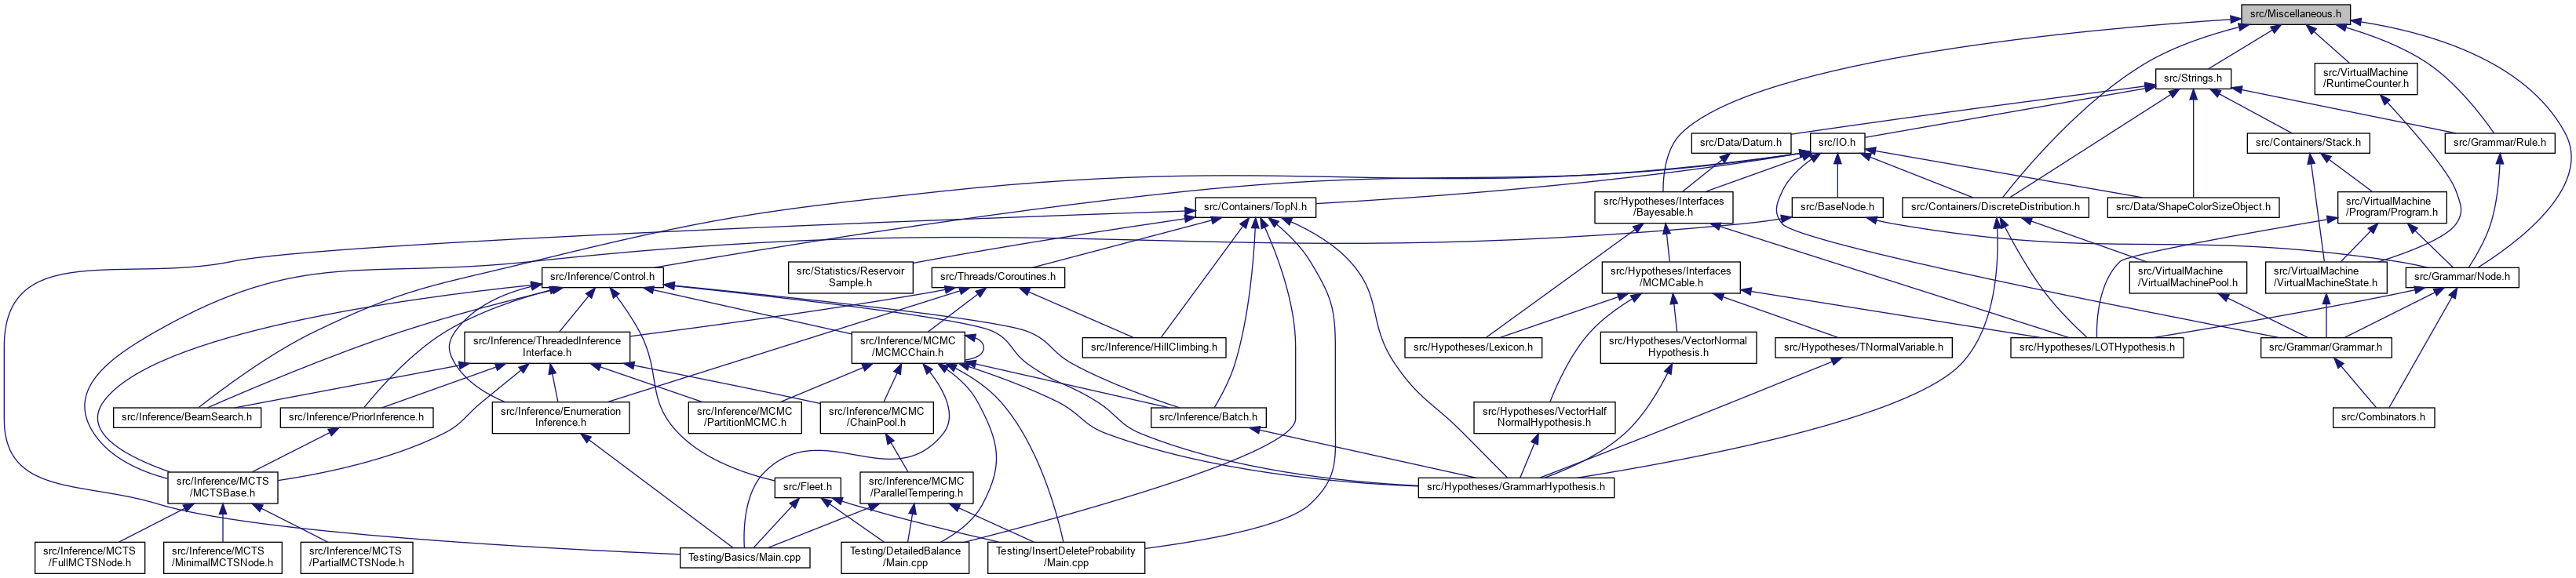 src/Miscellaneous.h
src/Strings.h
src/VirtualMachine
/RuntimeCounter.h
src/Data/Datum.h
src/IO.h
src/Containers/Stack.h
src/Grammar/Rule.h
src/Containers/TopN.h
src/Hypotheses/Interfaces
/Bayesable.h
src/BaseNode.h
src/Containers/DiscreteDistribution.h
src/Data/ShapeColorSizeObject.h
src/VirtualMachine
/Program/Program.h
src/Inference/Control.h
src/Statistics/Reservoir
Sample.h
src/Threads/Coroutines.h
src/Hypotheses/Interfaces
/MCMCable.h
src/VirtualMachine
/VirtualMachinePool.h
src/VirtualMachine
/VirtualMachineState.h
src/Grammar/Node.h
src/Inference/ThreadedInference
Interface.h
src/Inference/MCMC
/MCMCChain.h
src/Inference/HillClimbing.h
src/Hypotheses/Lexicon.h
src/Hypotheses/VectorNormal
Hypothesis.h
src/Hypotheses/TNormalVariable.h
src/Hypotheses/LOTHypothesis.h
src/Grammar/Grammar.h
src/Inference/BeamSearch.h
src/Inference/PriorInference.h
src/Inference/Enumeration
Inference.h
src/Inference/MCMC
/PartitionMCMC.h
src/Inference/MCMC
/ChainPool.h
src/Inference/Batch.h
src/Hypotheses/VectorHalf
NormalHypothesis.h
src/Combinators.h
src/Inference/MCTS
/MCTSBase.h
src/Fleet.h
src/Inference/MCMC
/ParallelTempering.h
src/Hypotheses/GrammarHypothesis.h
src/Inference/MCTS
/FullMCTSNode.h
src/Inference/MCTS
/MinimalMCTSNode.h
src/Inference/MCTS
/PartialMCTSNode.h
Testing/Basics/Main.cpp
Testing/DetailedBalance
/Main.cpp
Testing/InsertDeleteProbability
/Main.cpp